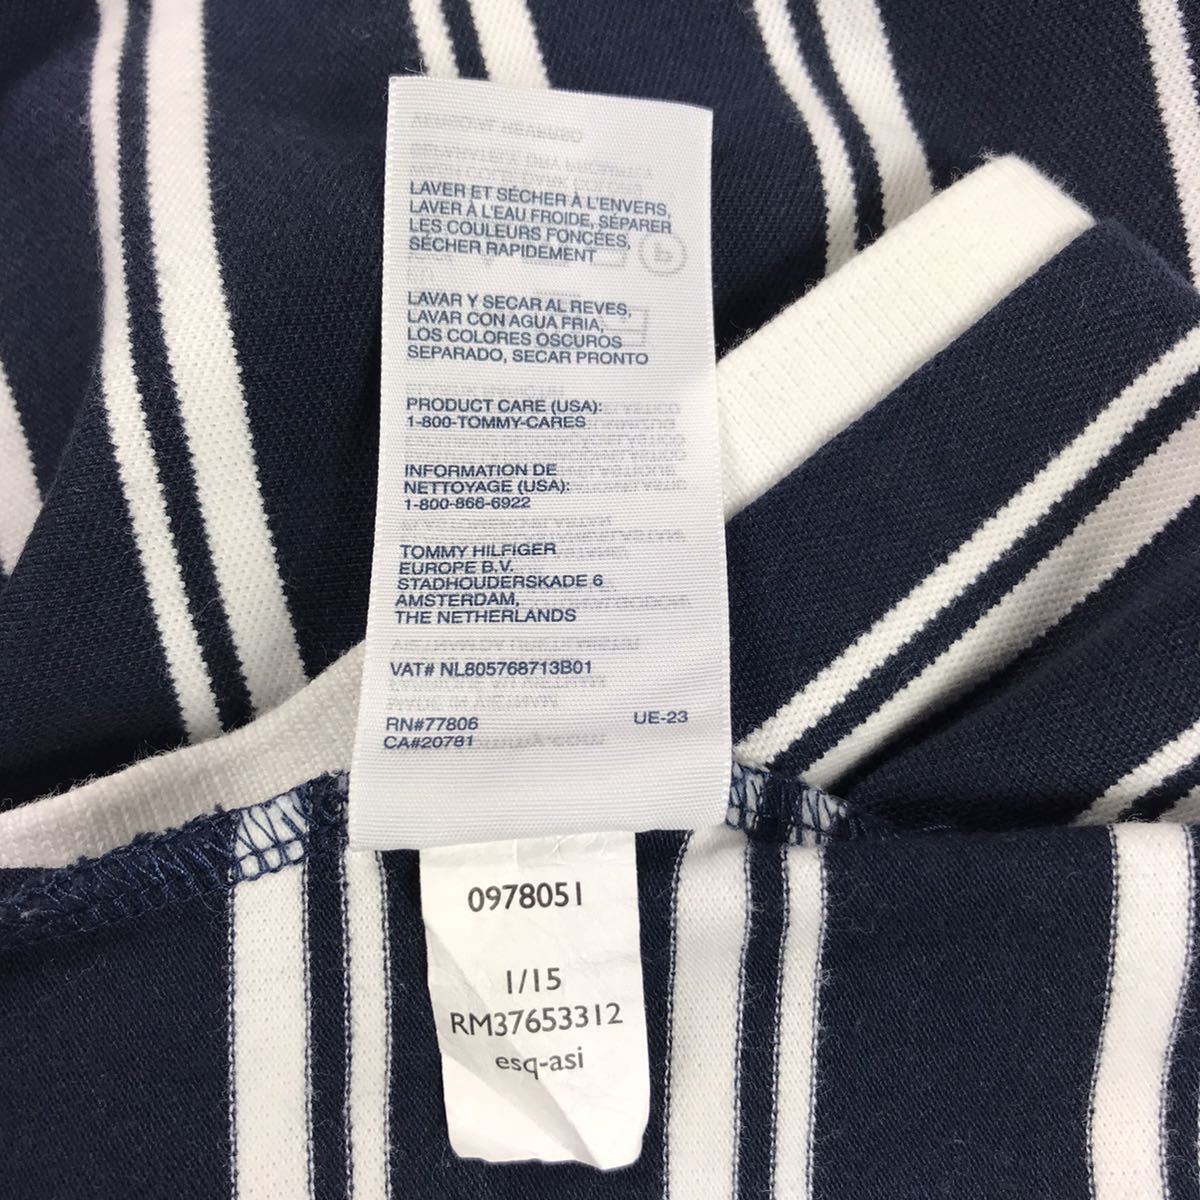 LAVER ET SÉCHER À L'ENVERS,
LAVER À L'EAU FROIDE, SÉPARER
LES COULEURS FONCÉES,
SÉCHER RAPIDEMENT
LAVAR Y SECAR AL REVES,
LAVAR CON AGUA FRIA,
LOS COLORES OSCUROS
SEPARADO, SECAR PRONTO
PRODUCT CARE (USA):
1-800-TOMMY-CARES
INFORMATION DE
NETTOYAGE (USA):
1-800-866-6922
TOMMY HILFIGER
EUROPE B.V.
STADHOUDERSKADE 6
AMSTERDAM,
THE NETHERLANDS
VAT# NL805768713B01
RN#77806 UE-23
CA#20781
0978051
1/15
RM37653312
esq-asi